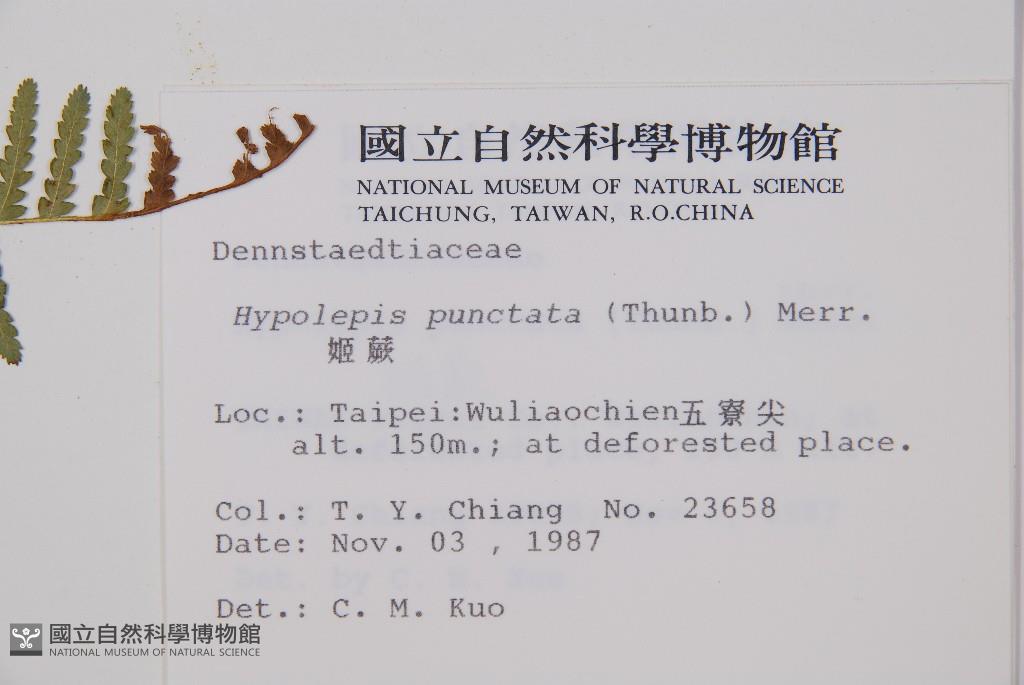 國立自然科學博物館
NATIONAL MUSEUM OF NATURAL SCIENCE
TAICHUNG, TAIWAN, R.O.CHINA
Dennstaedtiaceae
Hypolepis punctata (Thunb.) Merr.
姬蕨
Loc.: Taipei:Wuliaochien五寮尖
alt. 150m.; at deforested place.
Col.: T. Y. Chiang No. 23658
Date: Nov. 03 , 1987
Det.: C. M. Kuo
國立自然科學博物館
NATIONAL MUSEUM OF NATURAL SCIENCE